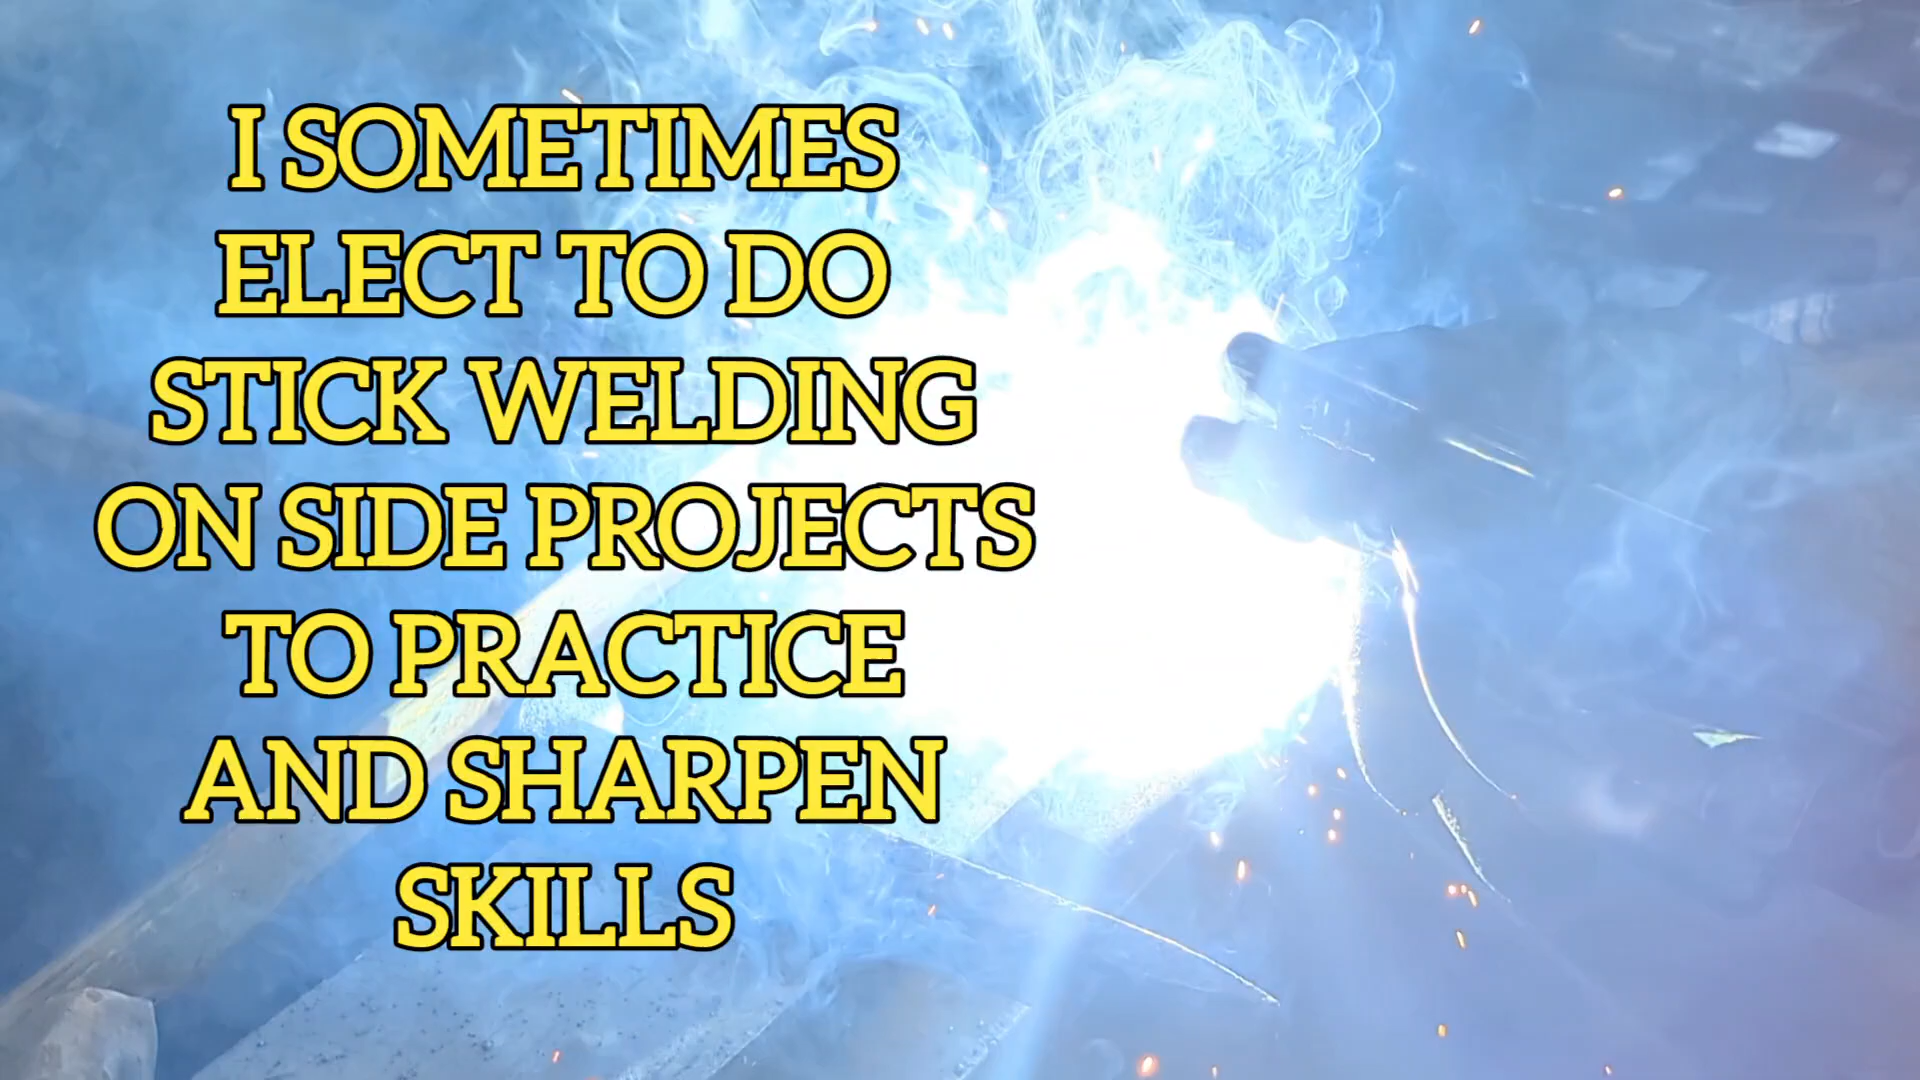 I SOMETIMES
ELECT TO DO
STICK WELDING
ON SIDE PROJECTS
TO PRACTICE
AND SHARPEN
SKILLS